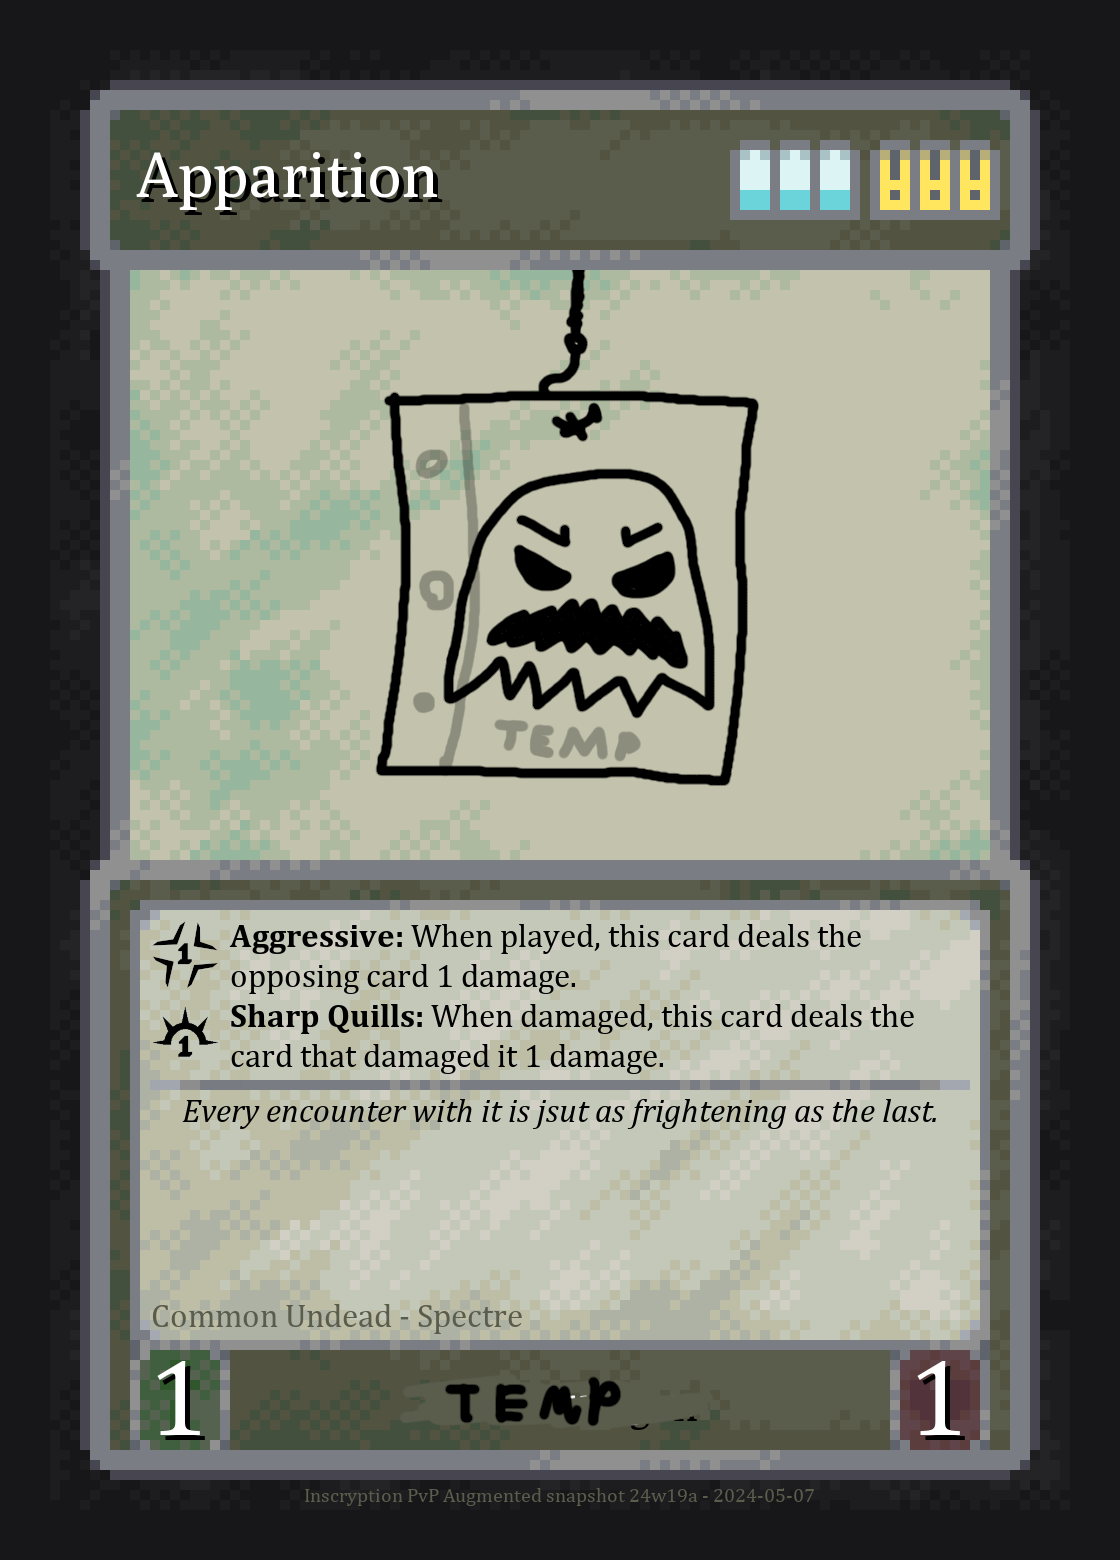 Apparition
TEMP
1
Aggressive: When played, this card deals the
opposing card 1 damage.
1
Sharp Quills: When damaged, this card deals the
card that damaged it 1 damage.
Every encounter with it is jsut as frightening as the last.
Common Undead - Spectre
1
TEMP
1
Inscryption PvP Augmented snapshot 24w19a - 2024-05-07